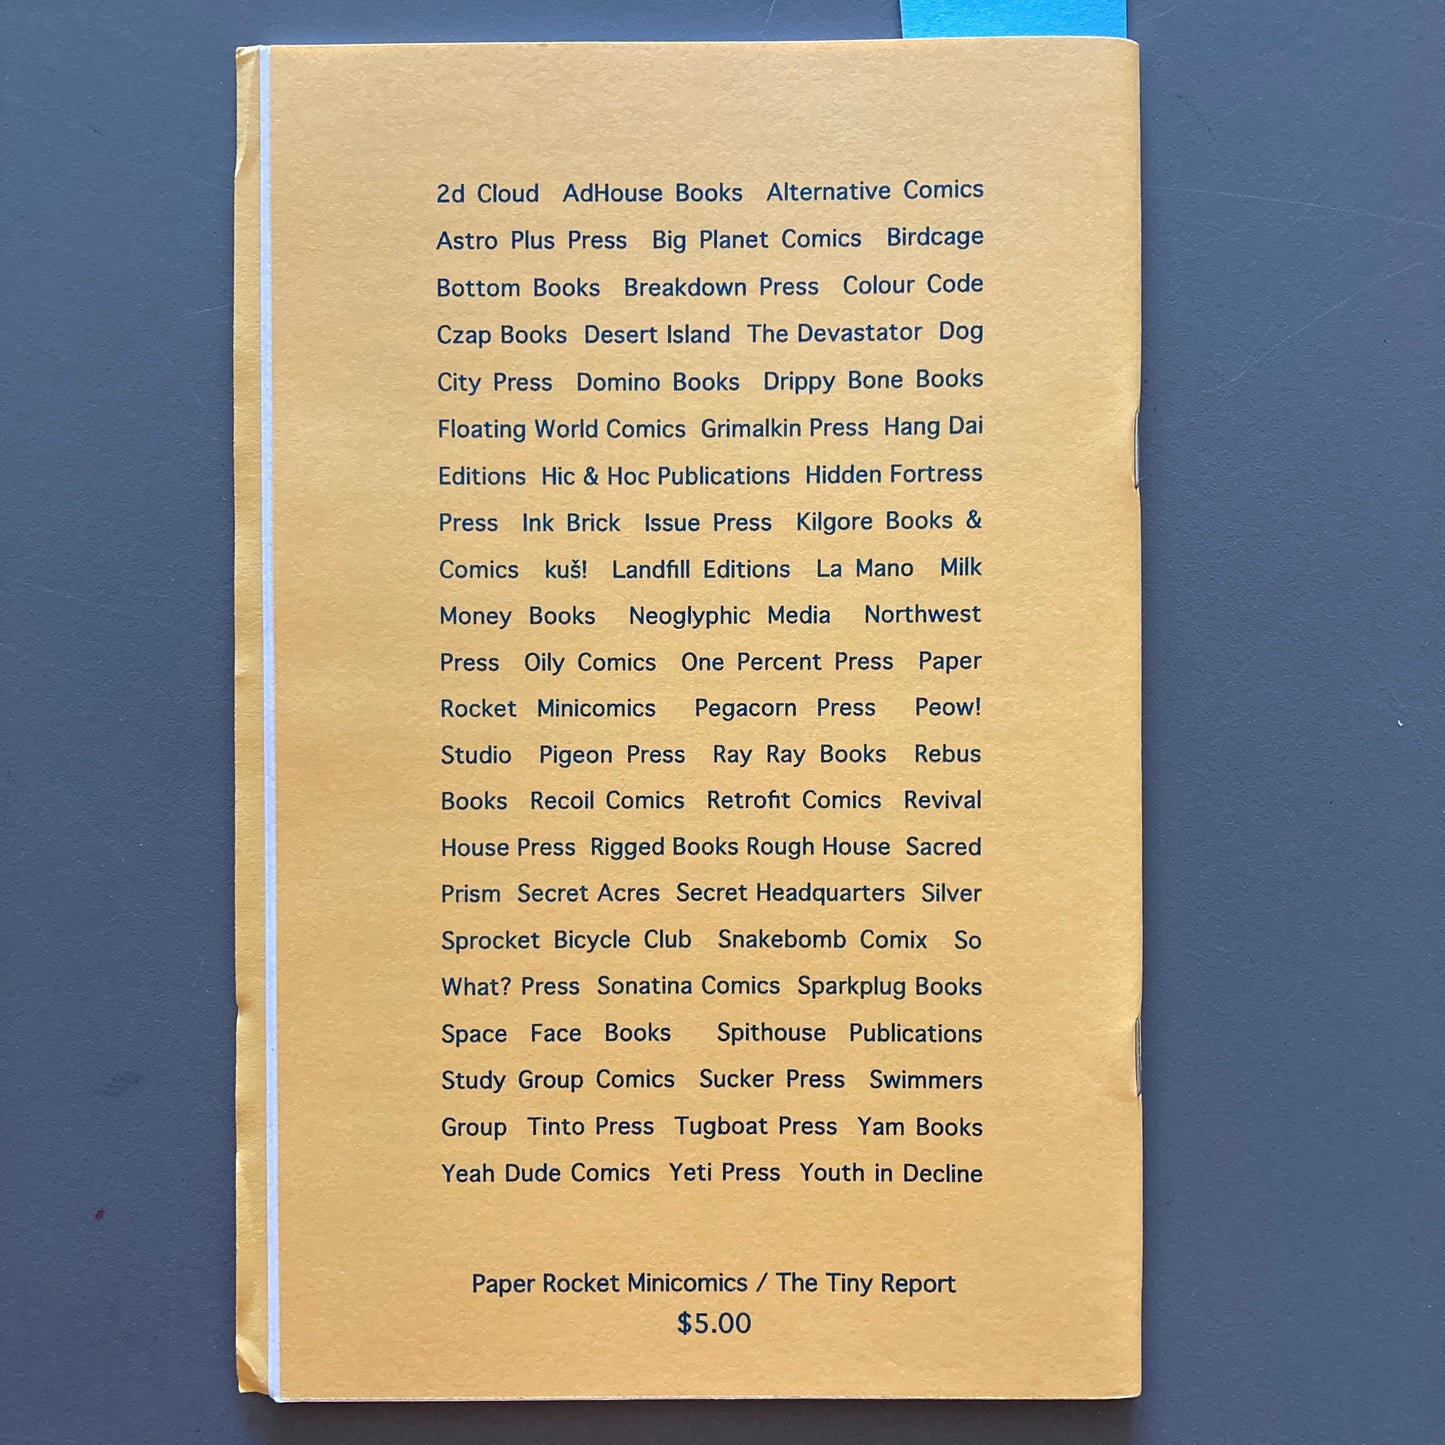 2d Cloud AdHouse Books Alternative Comics
Astro Plus Press Big Planet Comics Birdcage
Bottom Books Breakdown Press Colour Code
Czap Books Desert Island The Devastator Dog
City Press Domino Books Drippy Bone Books
Floating World Comics Grimalkin Press Hang Dai
Editions Hic & Hoc Publications Hidden Fortress
Press Ink Brick Issue Press Kilgore Books &
Comics kuš! Landfill Editions La Mano Milk
Money Books Neoglyphic Media Northwest
Press Oily Comics One Percent Press Paper
Rocket Minicomics Pegacorn Press Peow!
Studio Pigeon Press Ray Ray Books Rebus
Books Recoil Comics Retrofit Comics Revival
House Press Rigged Books Rough House Sacred
Prism Secret Acres Secret Headquarters Silver
Sprocket Bicycle Club Snakebomb Comix So
What? Press Sonatina Comics Sparkplug Books
Space Face Books Spithouse Publications
Study Group Comics Sucker Press Swimmers
Group Tinto Press Tugboat Press Yam Books
Yeah Dude Comics Yeti Press Youth in Decline
Paper Rocket Minicomics / The Tiny Report
$5.00